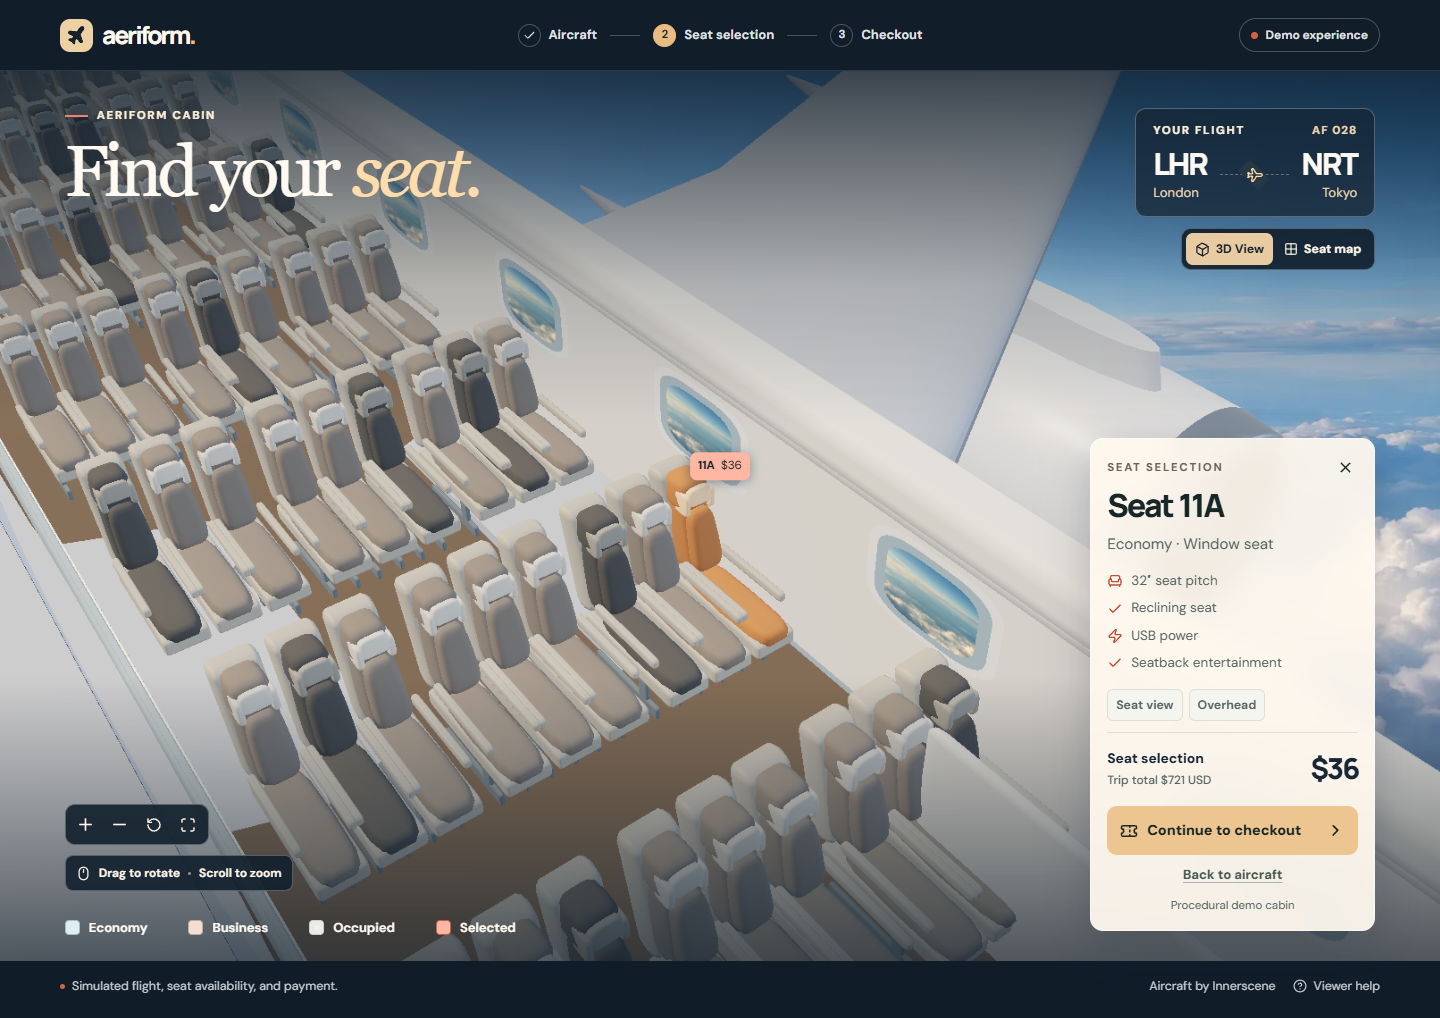 aeriform.
Aircraft
2 Seat selection
3 Checkout
Demo experience
AERIFORM CABIN
Find your seat.
YOUR FLIGHT AF 028
LHR NRT
London Tokyo
3D View Seat map
11A $36
SEAT SELECTION
Seat 11A
Economy · Window seat
32" seat pitch
Reclining seat
USB power
Seatback entertainment
Seat view Overhead
Seat selection
Trip total $721 USD
$36
Continue to checkout
Back to aircraft
Procedural demo cabin
Drag to rotate • Scroll to zoom
Economy Business Occupied Selected
Simulated flight, seat availability, and payment.
Aircraft by Innerscene Viewer help